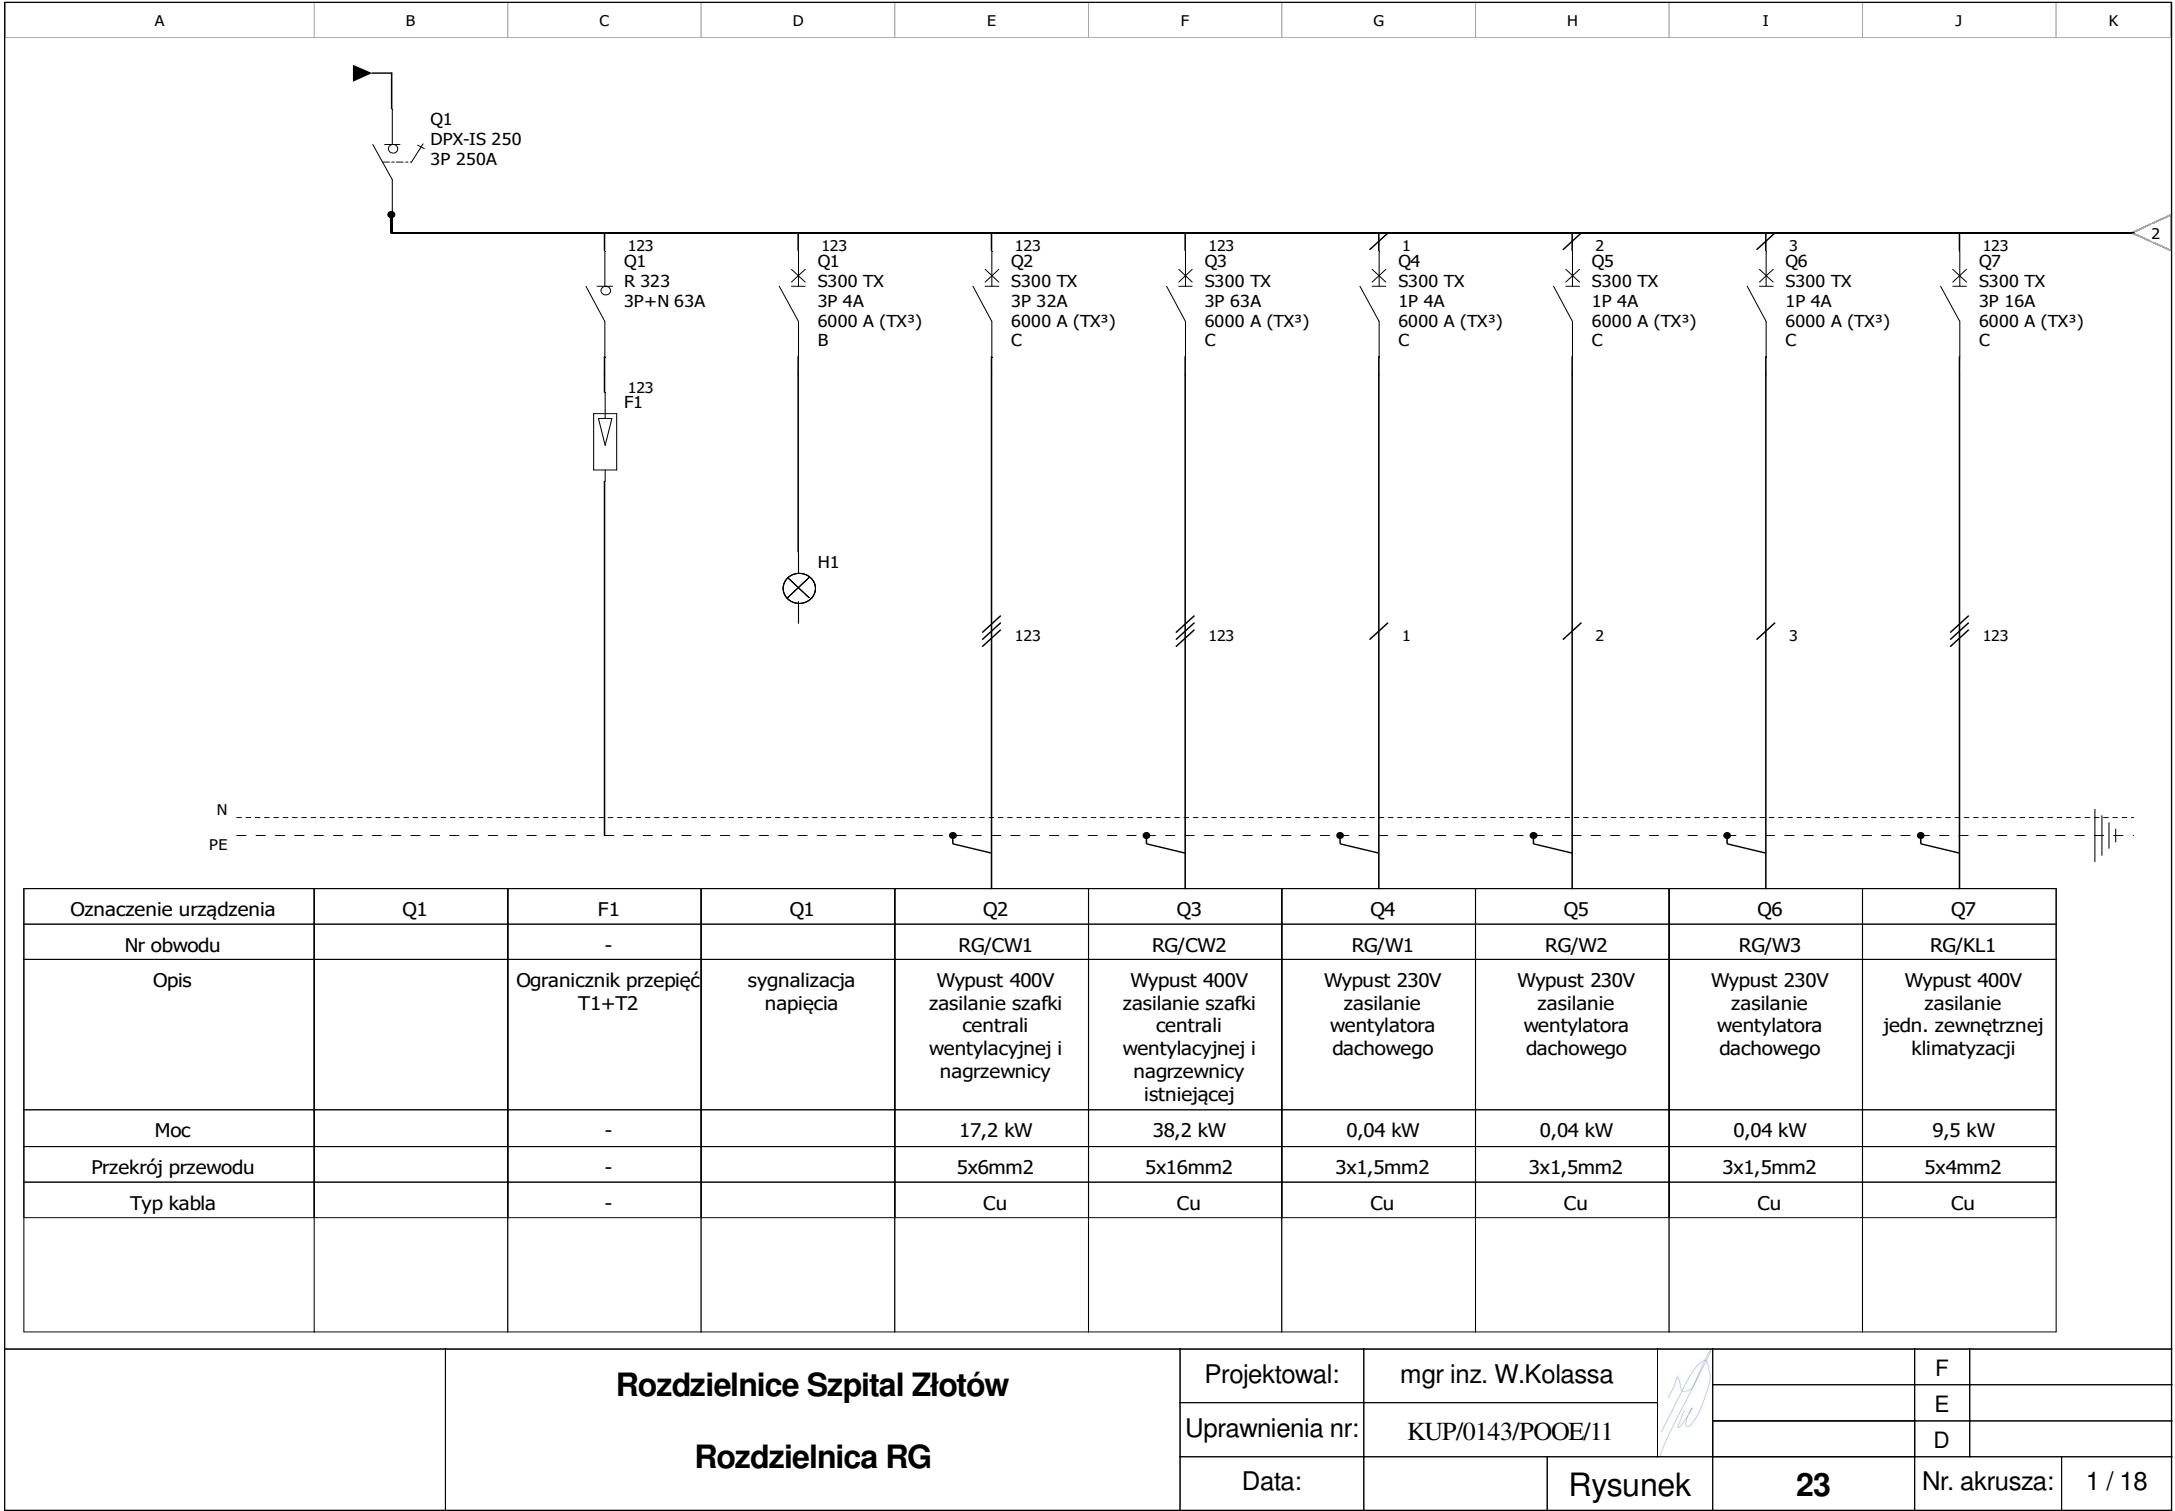 A B C D E F G H I J K
Q1
DPX-IS 250
3P 250A
2
123
Q1
R 323
3P+N 63A
123
F1
123
Q1
S300 TX
3P 4A
6000 A (TX³)
B
H1
123
Q2
S300 TX
3P 32A
6000 A (TX³)
C
123
123
Q3
S300 TX
3P 63A
6000 A (TX³)
C
123
1
Q4
S300 TX
1P 4A
6000 A (TX³)
C
1
2
Q5
S300 TX
1P 4A
6000 A (TX³)
C
2
3
Q6
S300 TX
1P 4A
6000 A (TX³)
C
3
123
Q7
S300 TX
3P 16A
6000 A (TX³)
C
123
N
PE
Oznaczenie urządzenia Q1 F1 Q1 Q2 Q3 Q4 Q5 Q6 Q7
Nr obwodu - RG/CW1 RG/CW2 RG/W1 RG/W2 RG/W3 RG/KL1
Opis
Ogranicznik przepięć
T1+T2
sygnalizacja
napięcia
Wypust 400V
zasilanie szafki
centrali
wentylacyjnej i
nagrzewnicy
Wypust 400V
zasilanie szafki
centrali
wentylacyjnej i
nagrzewnicy
istniejącej
Wypust 230V
zasilanie
wentylatora
dachowego
Wypust 230V
zasilanie
wentylatora
dachowego
Wypust 230V
zasilanie
wentylatora
dachowego
Wypust 400V
zasilanie
jedn. zewnętrznej
klimatyzacji
Moc - 17,2 kW 38,2 kW 0,04 kW 0,04 kW 0,04 kW 9,5 kW
Przekrój przewodu - 5x6mm2 5x16mm2 3x1,5mm2 3x1,5mm2 3x1,5mm2 5x4mm2
Typ kabla - Cu Cu Cu Cu Cu Cu
Rozdzielnice Szpital Złotów
Rozdzielnica RG
Projektowal: mgr inz. W.Kolassa
Uprawnienia nr: KUP/0143/POOE/11
Data:
Rysunek 23
F
E
D
Nr. akrusza: 1 / 18